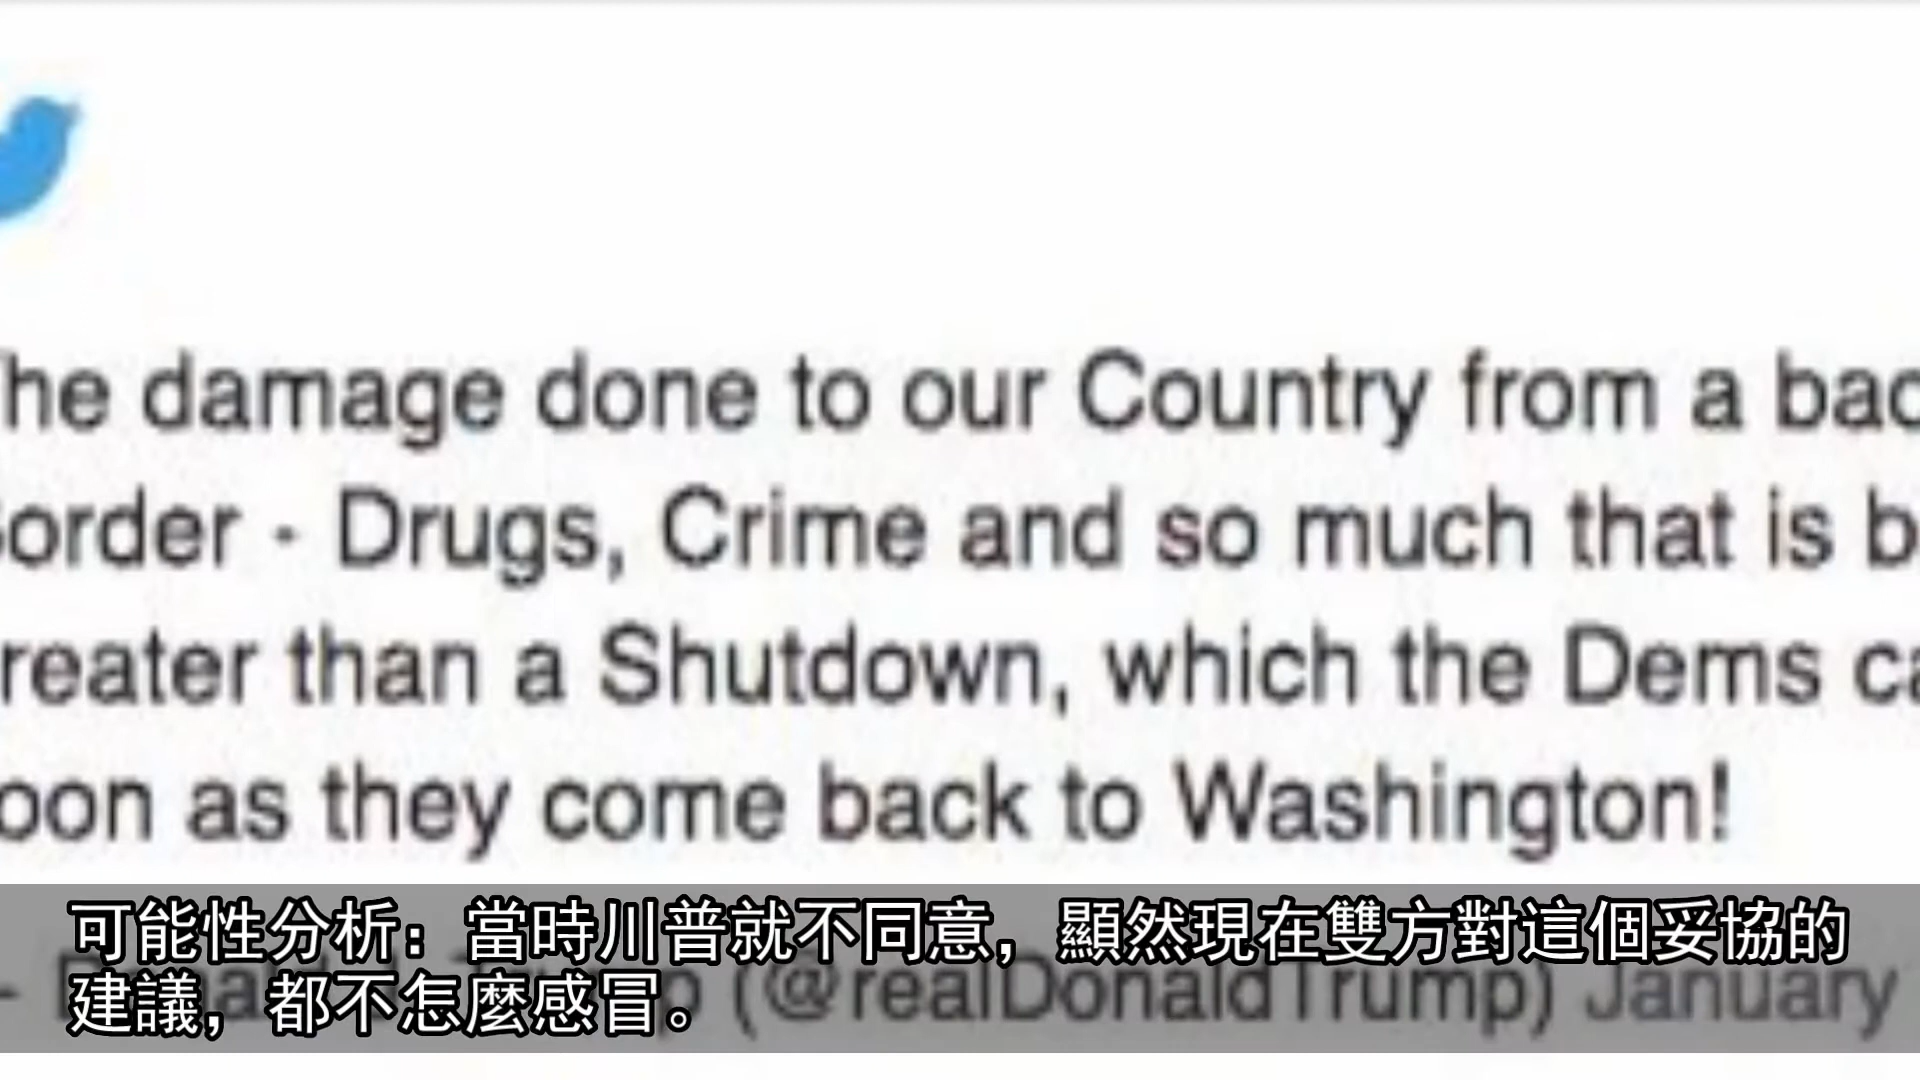 he damage done to our Country from a bad
order - Drugs, Crime and so much that is b
reater than a Shutdown, which the Dems ca
oon as they come back to Washington!
(@realDonaldTrump) January
可能性分析：當時川普就不同意，顯然現在雙方對這個妥協的
建議，都不怎麼感冒。